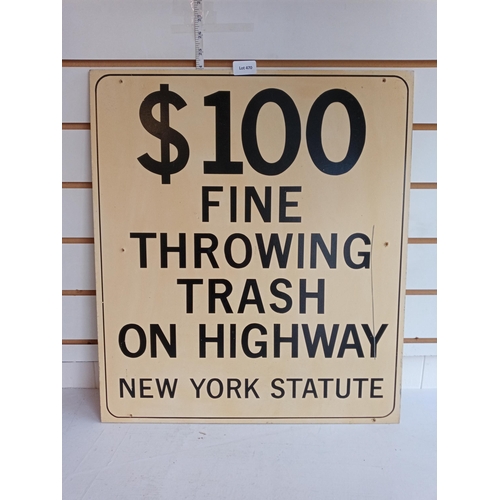 $100
FINE
THROWING
TRASH
ON HIGHWAY
NEW YORK STATUTE